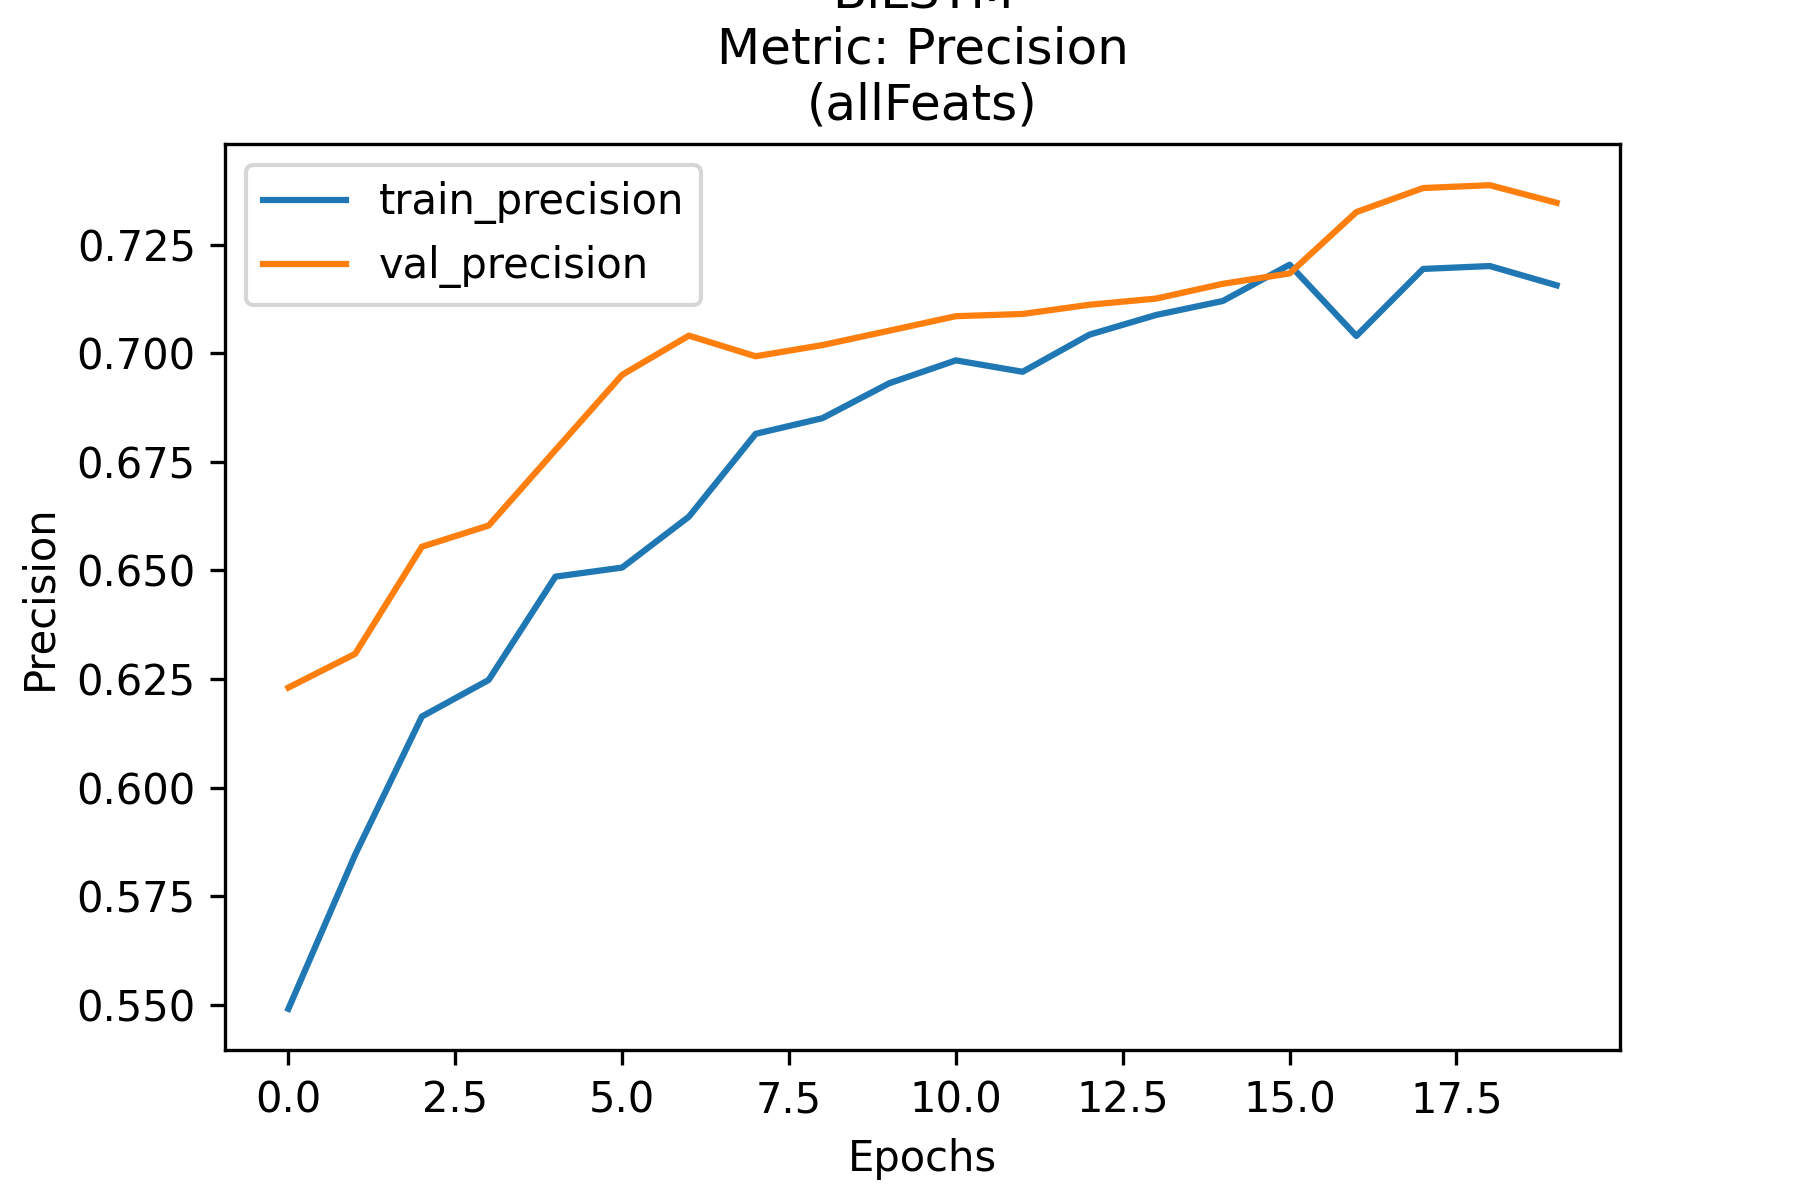 BiLSTM
Metric: Precision
(allFeats)
train_precision
val_precision
0.725
0.700
0.675
0.650
0.625
0.600
0.575
0.550
Precision
0.0 2.5 5.0 7.5 10.0 12.5 15.0 17.5
Epochs